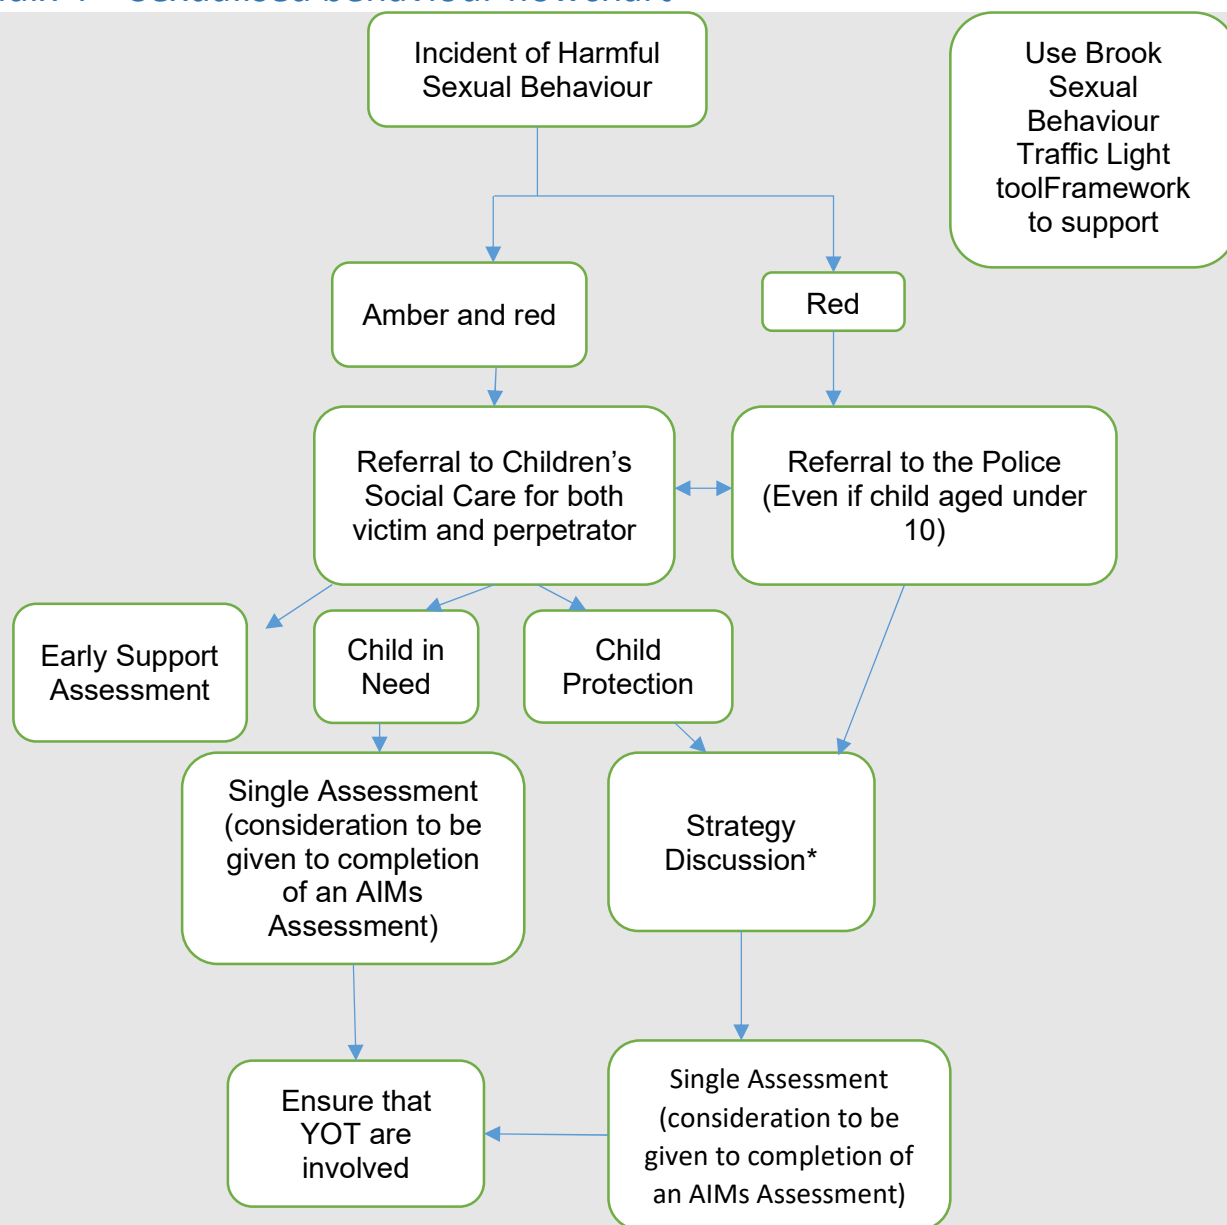 sexualised behaviour flowchart
Incident of Harmful
Sexual Behaviour
Use Brook
Sexual
Behaviour
Traffic Light
toolFramework
to support
Amber and red
Red
Referral to Children’s
Social Care for both
victim and perpetrator
Referral to the Police
(Even if child aged under
10)
Early Support
Assessment
Child in
Need
Child
Protection
Single Assessment
(consideration to be
given to completion
of an AIMs
Assessment)
Strategy
Discussion*
Ensure that
YOT are
involved
Single Assessment
(consideration to be
given to completion of
an AIMs Assessment)